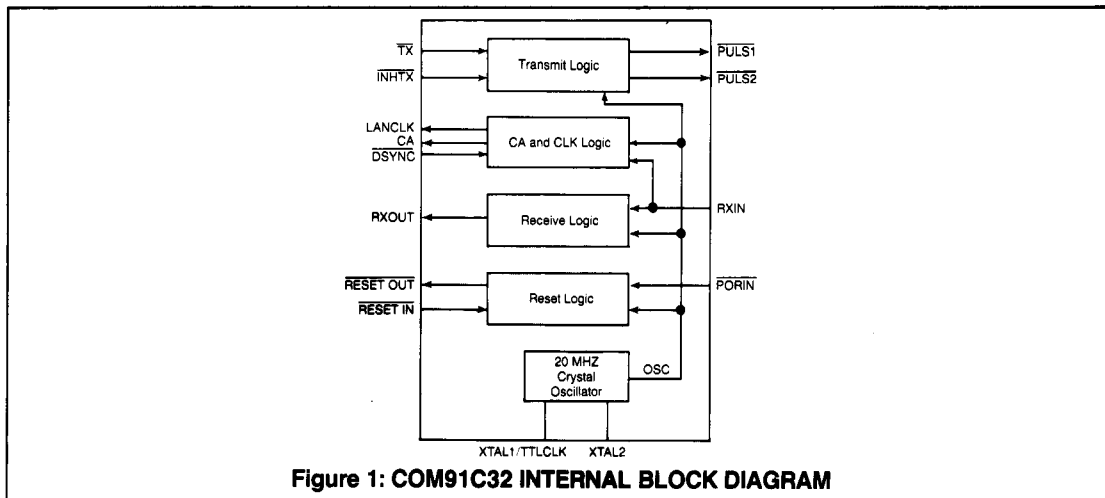 TX
INHTX
Transmit Logic
PULS1
PULS2
LANCLK
CA
DSYNC
CA and CLK Logic
RXOUT
Receive Logic
RXIN
RESET OUT
RESET IN
Reset Logic
PORIN
20 MHZ
Crystal
Oscillator
OSC
XTAL1/TTLCLK XTAL2
Figure 1: COM91C32 INTERNAL BLOCK DIAGRAM